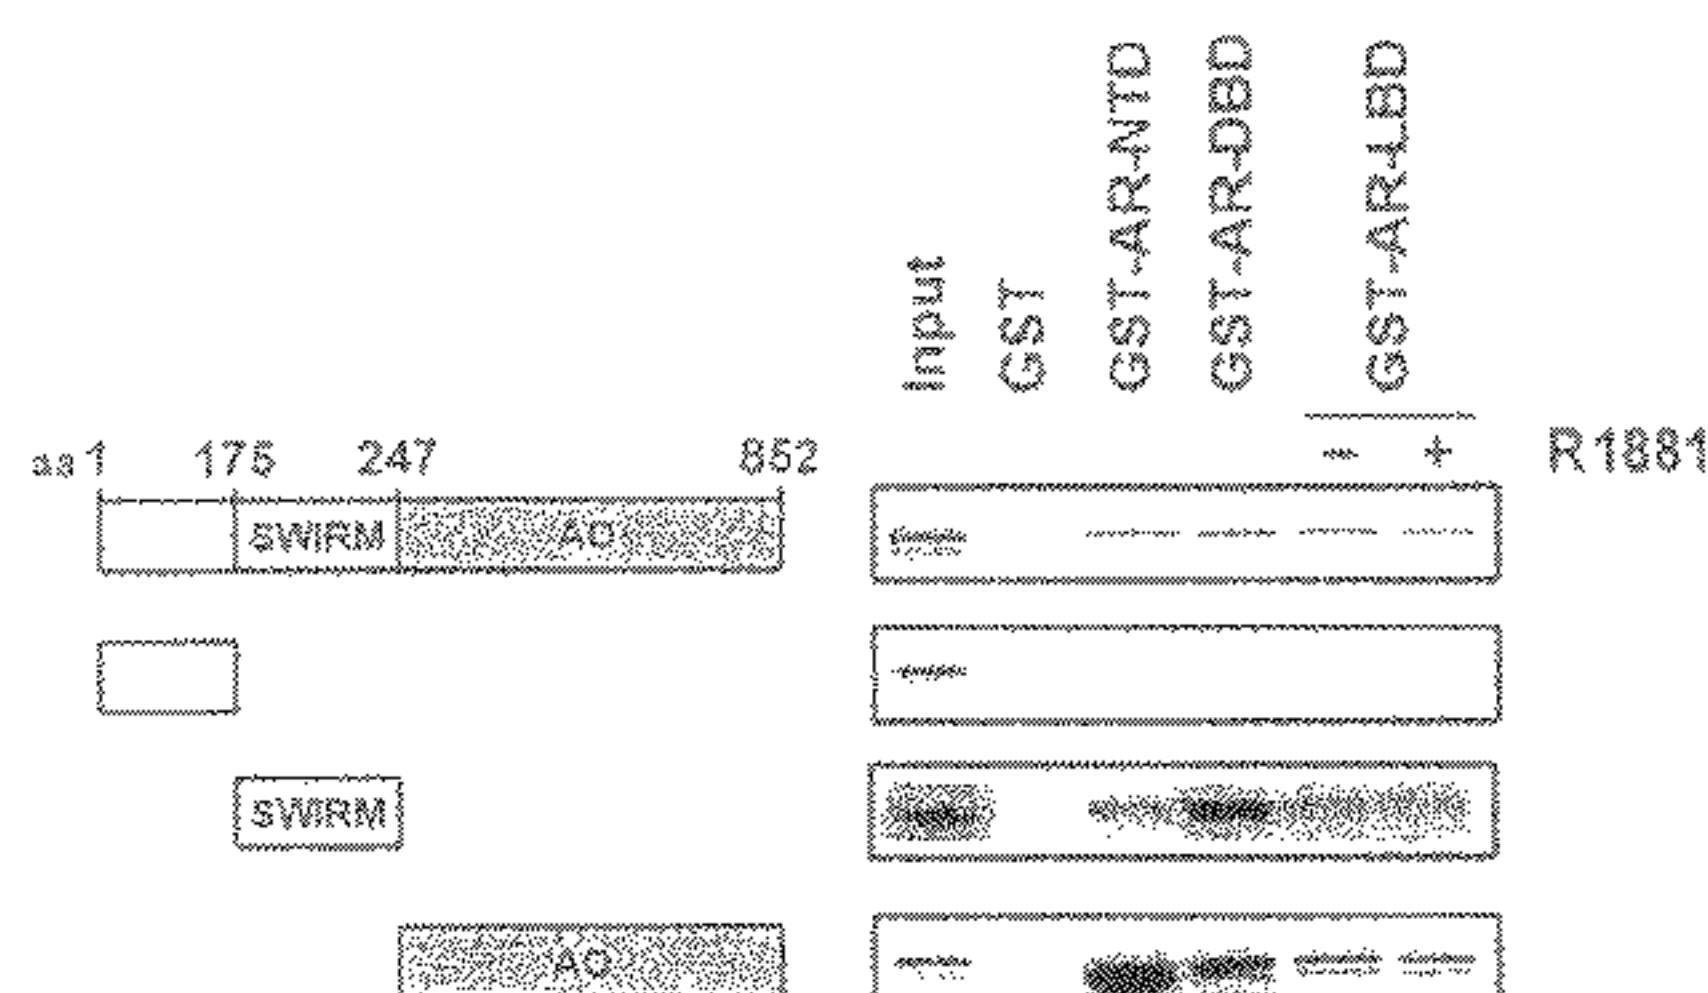 Input
GST
GST-AR-NTD
GST-AR-DBD
GST-AR-LBD
- +
R1881
aa 1 175 247 852
SWIRM AO
SWIRM
AO